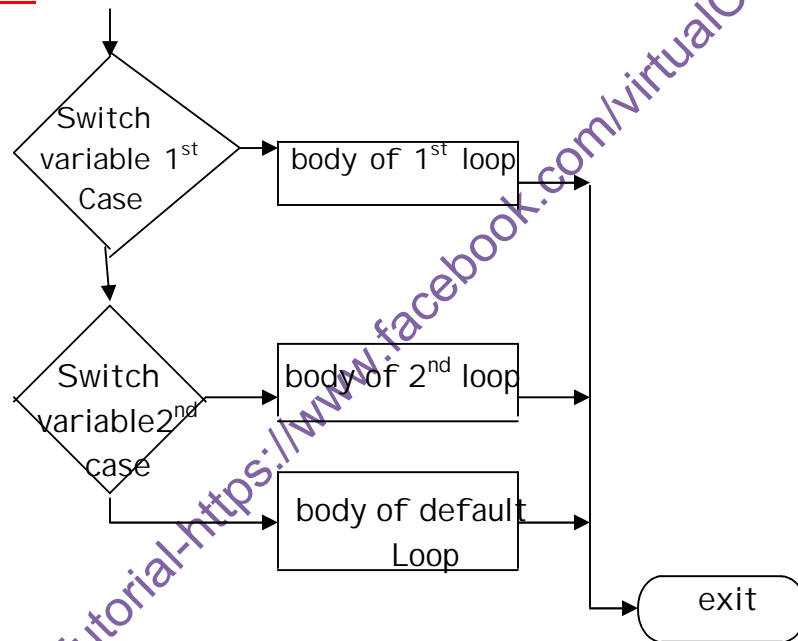 Switch
variable 1st
Case
body of 1st loop
Switch
variable2nd
case
body of 2nd loop
body of default
Loop
exit
tutorial-https://www.facebook.com/virtual